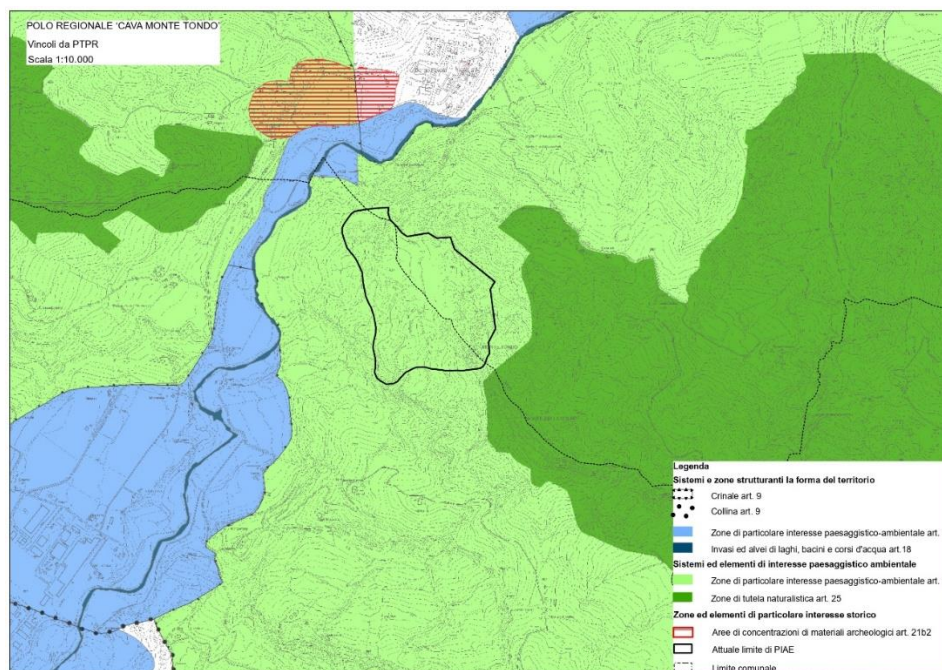 POLO REGIONALE 'CAVA MONTE TONDO'
Vincoli da PTPR
Scala 1:10.000
Legenda
Sistemi e zone strutturanti la forma del territorio
Crinale art. 9
Collina art. 9
Zone di particolare interesse paesaggistico-ambientale art.
Invasi ed alvei di laghi, bacini e corsi d'acqua art.18
Sistemi ed elementi di interesse paesaggistico ambientale
Zone di particolare interesse paesaggistico-ambientale art.
Zone di tutela naturalistica art. 25
Zone ed elementi di particolare interesse storico
Aree di concentrazioni di materiali archeologici art. 21b2
Attuale limite di PIAE
Limite comunale